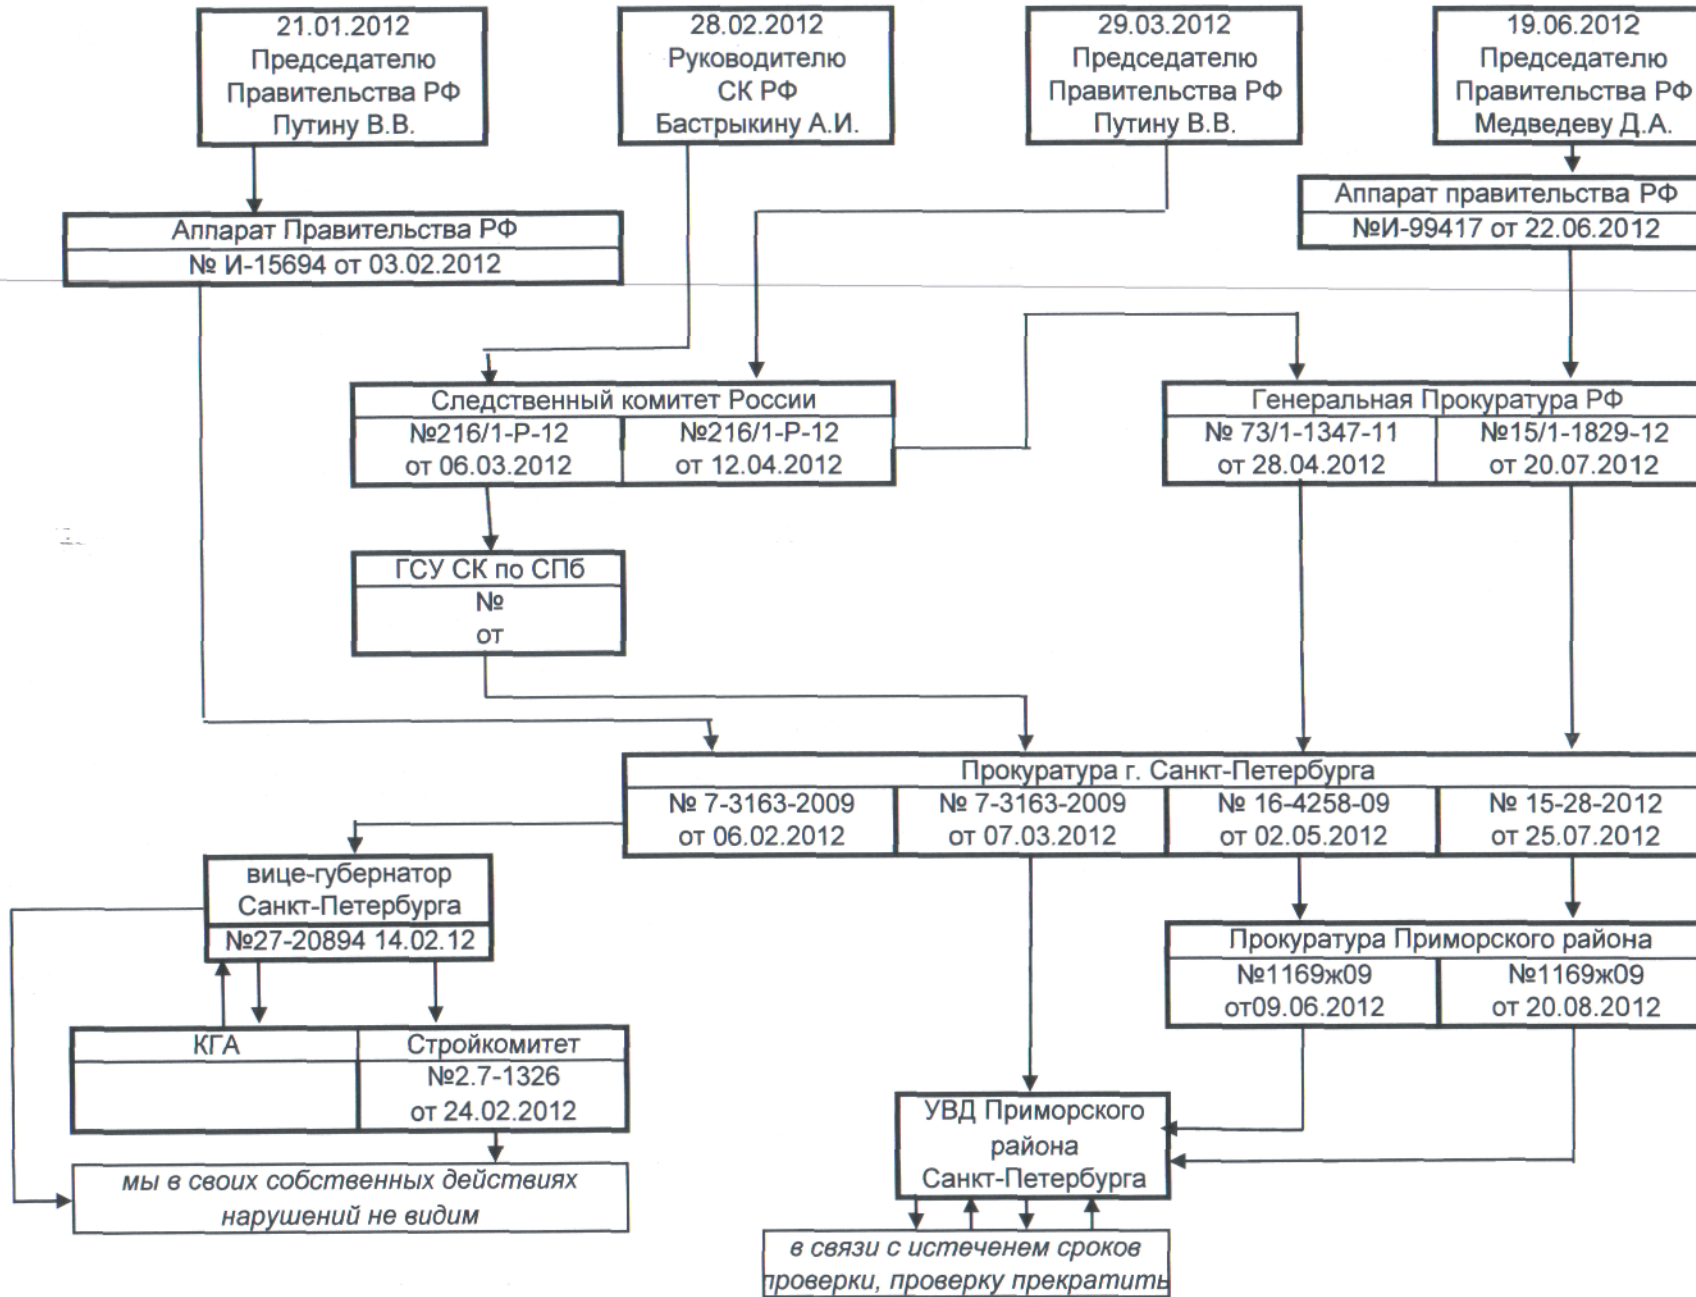 21.01.2012
Председателю
Правительства РФ
Путину В.В.
28.02.2012
Руководителю
СК РФ
Бастрыкину А.И.
29.03.2012
Председателю
Правительства РФ
Путину В.В.
19.06.2012
Председателю
Правительства РФ
Медведеву Д.А.
Аппарат Правительства РФ
№ И-15694 от 03.02.2012
Аппарат правительства РФ
№И-99417 от 22.06.2012
Следственный комитет России
№216/1-Р-12
от 06.03.2012
№216/1-Р-12
от 12.04.2012
Генеральная Прокуратура РФ
№ 73/1-1347-11
от 28.04.2012
№15/1-1829-12
от 20.07.2012
ГСУ СК по СПб
№
от
Прокуратура г. Санкт-Петербурга
№ 7-3163-2009
от 06.02.2012
№ 7-3163-2009
от 07.03.2012
№ 16-4258-09
от 02.05.2012
№ 15-28-2012
от 25.07.2012
вице-губернатор
Санкт-Петербурга
№27-20894 14.02.12
Прокуратура Приморского района
№1169ж09
от09.06.2012
№1169ж09
от 20.08.2012
КГА
Стройкомитет
№2.7-1326
от 24.02.2012
УВД Приморского
района
Санкт-Петербурга
мы в своих собственных действиях
нарушений не видим
в связи с истеченем сроков
проверки, проверку прекратить